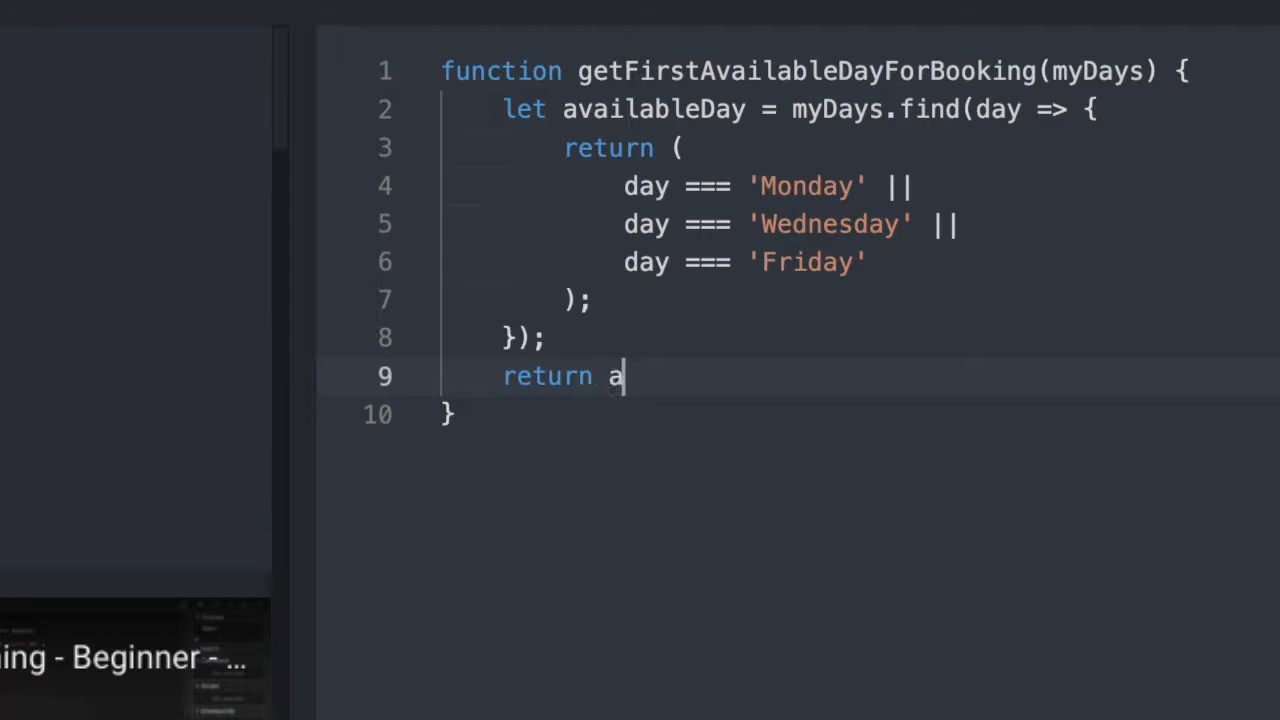 1 function getFirstAvailableDayForBooking(myDays) {
2 let availableDay = myDays.find(day => {
3 return (
4 day === 'Monday' ||
5 day === 'Wednesday' ||
6 day === 'Friday'
7 );
8 });
9 return a
10 }
ing - Beginner - ...